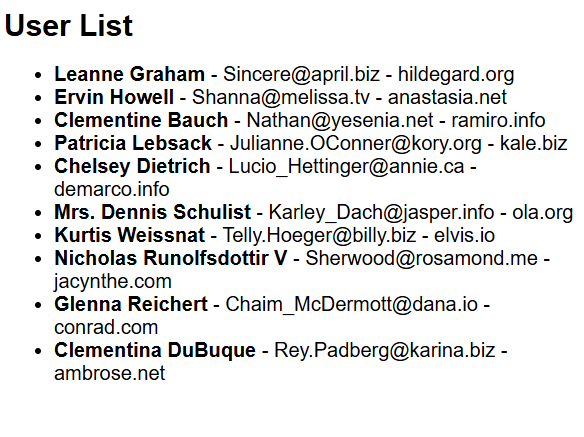 User List
• Leanne Graham - Sincere@april.biz - hildegard.org
• Ervin Howell - Shanna@melissa.tv - anastasia.net
• Clementine Bauch - Nathan@yesenia.net - ramiro.info
• Patricia Lebsack - Julianne.OConner@kory.org - kale.biz
• Chelsey Dietrich - Lucio_Hettinger@annie.ca -
demarco.info
• Mrs. Dennis Schulist - Karley_Dach@jasper.info - ola.org
• Kurtis Weissnat - Telly.Hoeger@billy.biz - elvis.io
• Nicholas Runolfsdottir V - Sherwood@rosamond.me -
jacynthe.com
• Glenna Reichert - Chaim_McDermott@dana.io -
conrad.com
• Clementina DuBuque - Rey.Padberg@karina.biz -
ambrose.net